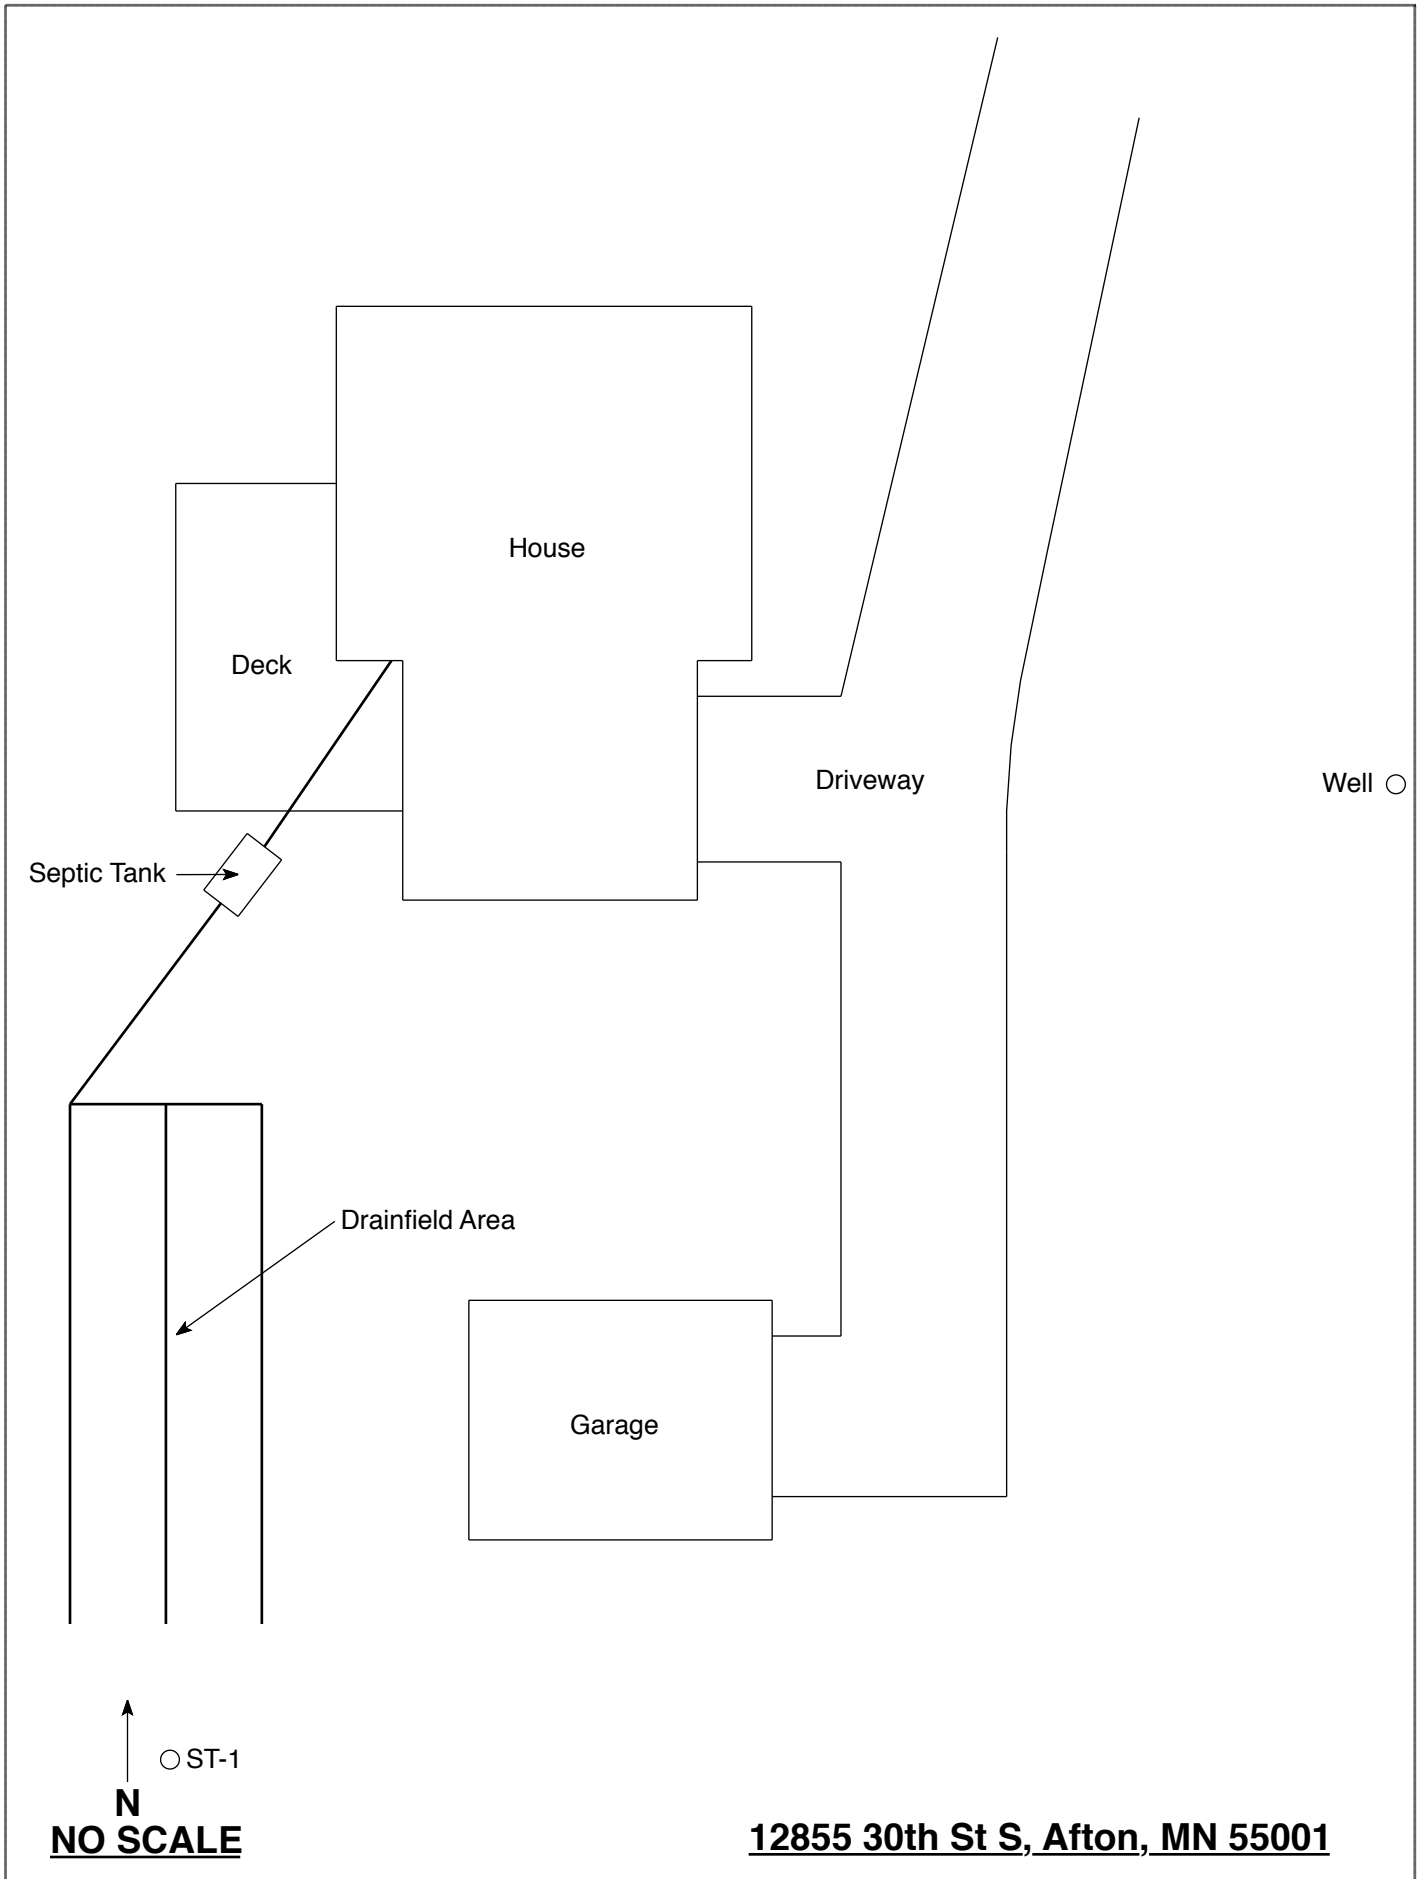 House
Deck
Driveway
Well
Septic Tank
Drainfield Area
Garage
ST-1
N
NO SCALE
12855 30th St S, Afton, MN 55001